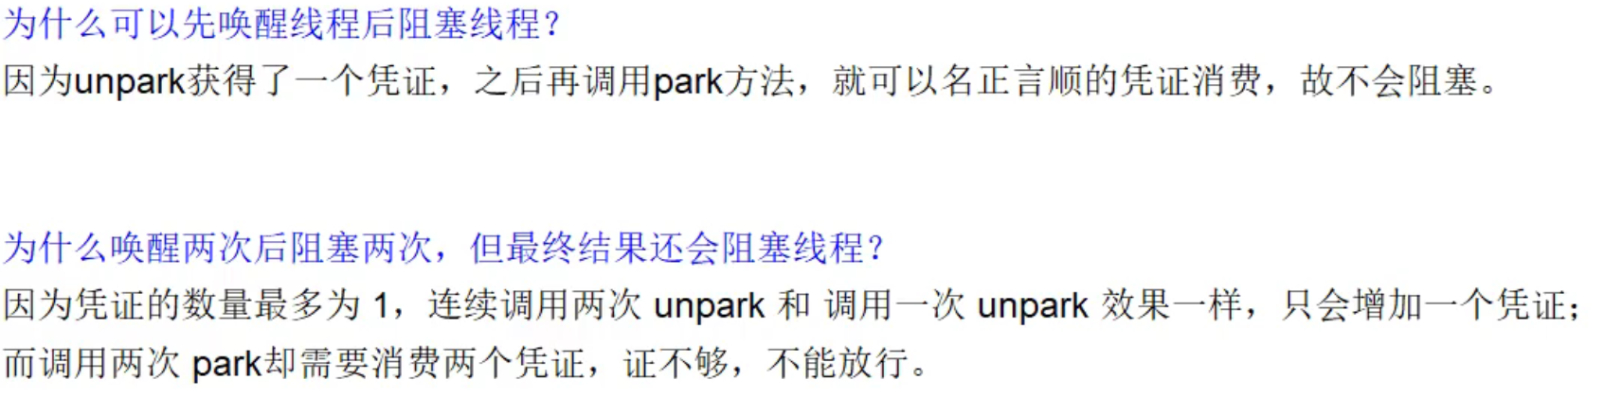 为什么可以先唤醒线程后阻塞线程？
因为unpark获得了一个凭证，之后再调用park方法，就可以名正言顺的凭证消费，故不会阻塞。
为什么唤醒两次后阻塞两次，但最终结果还会阻塞线程？
因为凭证的数量最多为 1，连续调用两次 unpark 和 调用一次 unpark 效果一样，只会增加一个凭证；
而调用两次 park却需要消费两个凭证，证不够，不能放行。